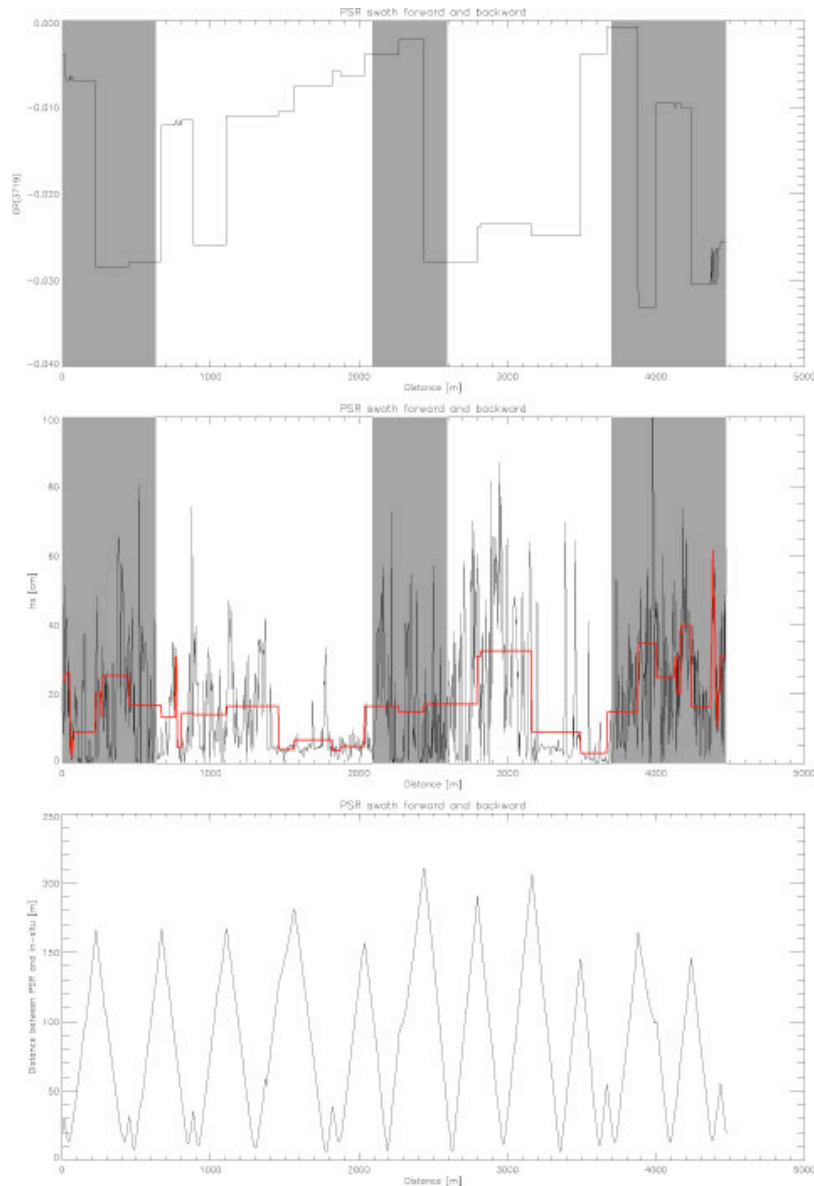 PSR swath forward and backward
0.000
-0.010
-0.020
-0.030
-0.040
GR[3719]
0 1000 2000 3000 4000 5000
Distance [m]
PSR swath forward and backward
100
80
60
40
20
0
Hs [cm]
0 1000 2000 3000 4000 5000
Distance [m]
PSR swath forward and backward
250
200
150
100
50
0
Distance between PSR and in-situ [m]
0 1000 2000 3000 4000 5000
Distance [m]